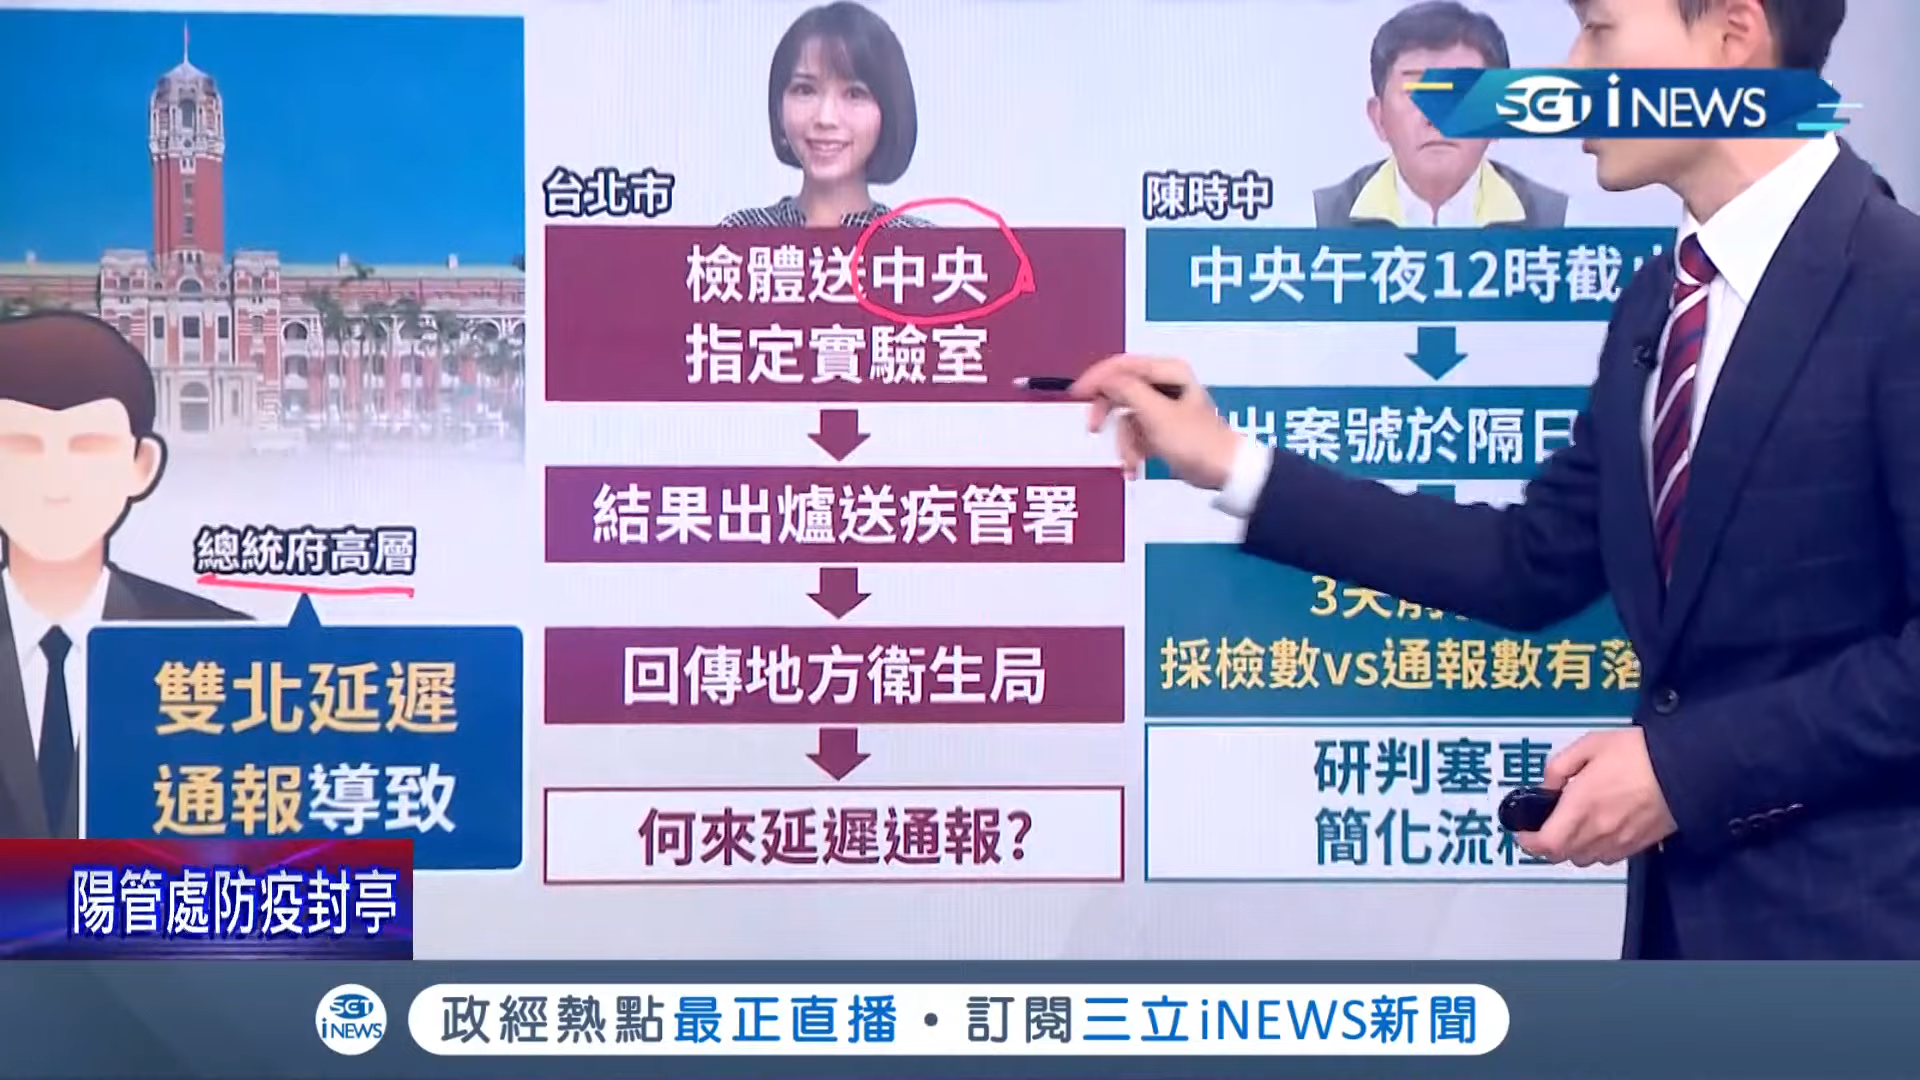 SET iNEWS
總統府高層
雙北延遲
通報導致
台北市
檢體送中央
指定實驗室
結果出爐送疾管署
回傳地方衛生局
何來延遲通報?
陳時中
中央午夜12時截
出案號於隔日
3天前
採檢數vs通報數有落
研判塞車
簡化流程
陽管處防疫封亭
SET iNEWS
政經熱點最正直播・訂閱三立iNEWS新聞